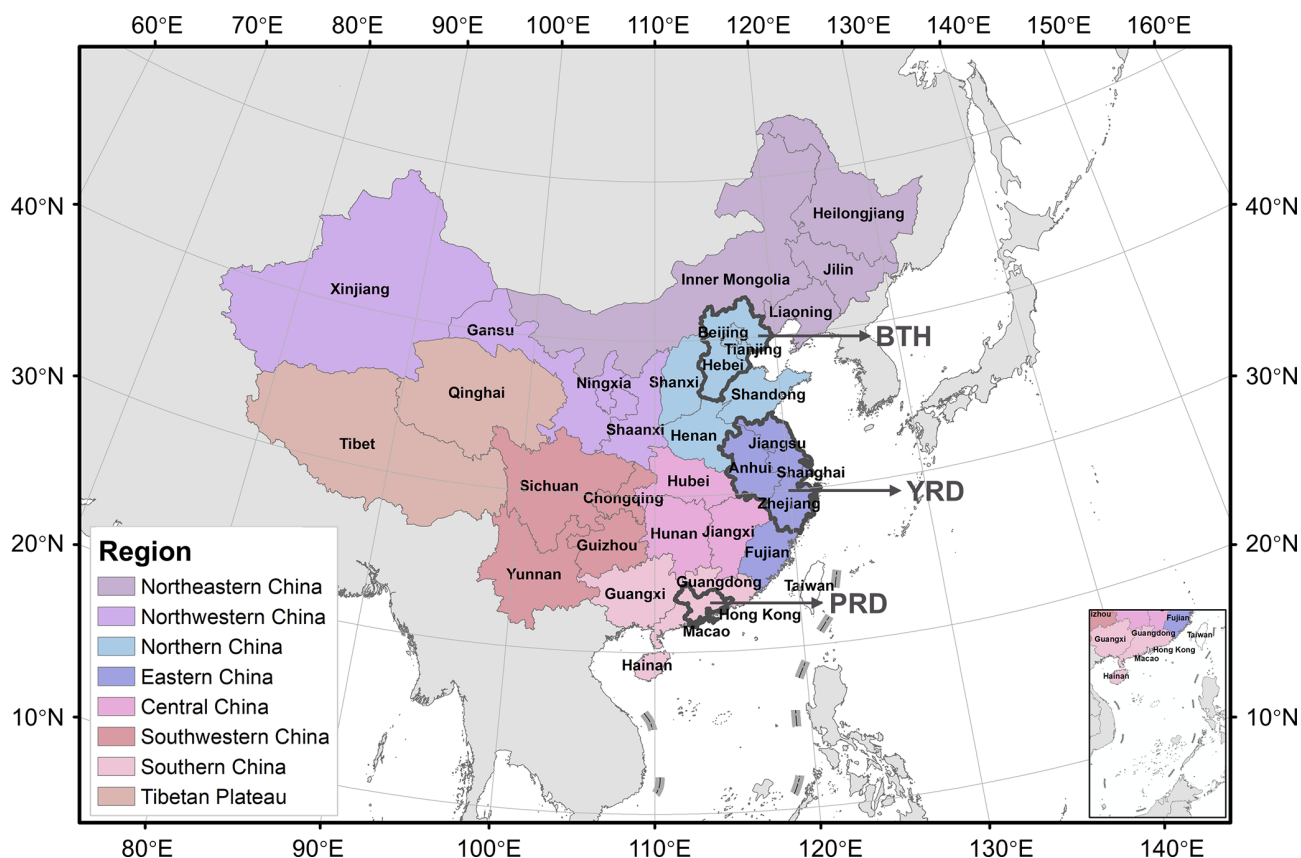 60°E 70°E 80°E 90°E 100°E 110°E 120°E 130°E 140°E 150°E 160°E
40°N
40°N
30°N
30°N
20°N
20°N
10°N
10°N
80°E 90°E 100°E 110°E 120°E 130°E 140°E
Heilongjiang
Jilin
Inner Mongolia
Xinjiang
Liaoning
Gansu
Beijing
BTH
Tianjing
Hebei
Ningxia
Shanxi
Qinghai
Shandong
Shaanxi
Henan
Tibet
Jiangsu
Anhui
Shanghai
Hubei
Sichuan
Chongqing
Zhejiang
YRD
Hunan
Jiangxi
Guizhou
Fujian
Yunnan
Guangdong
Taiwan
Guangxi
PRD
Hong Kong
Macao
Hainan
Region
Northeastern China
Northwestern China
Northern China
Eastern China
Central China
Southwestern China
Southern China
Tibetan Plateau
izhou
Fujian
Guangxi
Guangdong
Taiwan
Hong Kong
Macao
Hainan